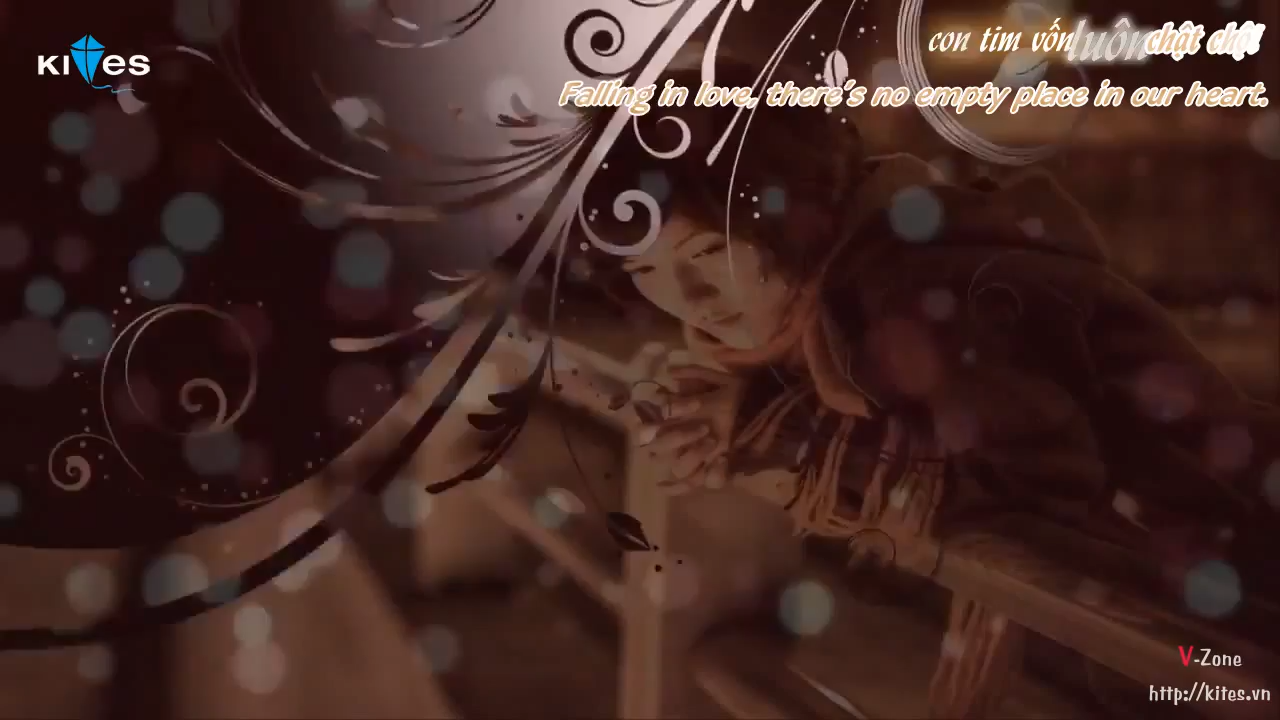 KITES
con tim vốn luôn chật chội
Falling in love, there's no empty place in our heart.
V-Zone
http://kites.vn